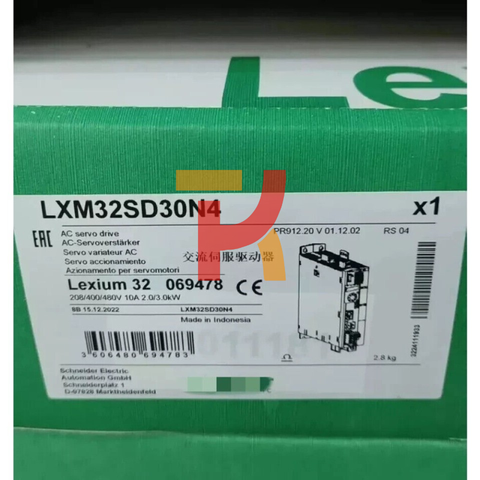 Le
LXM32SD30N4
x1
AC servo drive
AC-Servoverstärker
Servo variateur AC
Servo accionamiento
Azionamento per servomotori
PR912.20 V 01.12.02
RS 04
交流伺服驱动器
EAC
Lexium 32 069478 CE
208/400/480V 10A 2.0/3.0kW
8B 15.12.2022
LXM32SD30N4
Made in Indonesia
3 606480 694783
2,8 kg
Schneider Electric
Automation GmbH
Schneiderplatz 1
D-97828 Marktheidenfeld